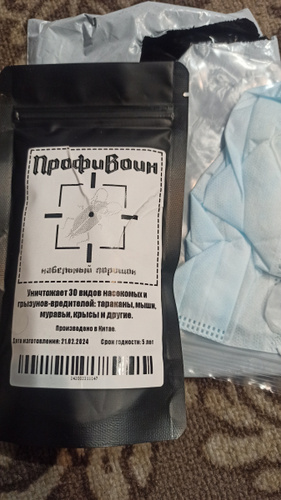 ПрофиВоин
набережный порошок
Уничтожает 30 видов насекомых и
грызунов-вредителей: тараканы, мыши,
муравьи, крысы и другие.
Произведено в Китае.
Дата изготовления: 21.02.2024 Срок годности: 5 лет